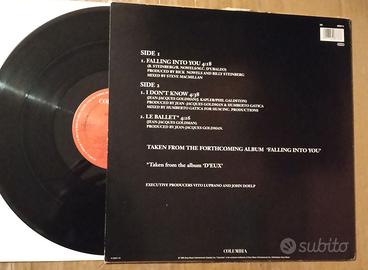 SIDE 1
1. FALLING INTO YOU 4:18
(B. STEINBERG/R. NOWELS/M.C. D'UBALDO)
PRODUCED BY RICK NOWELS AND BILLY STEINBERG
MIXED BY STEVE MACMILLAN
SIDE 2
1. I DON'T KNOW 4:38
(JEAN-JACQUES GOLDMAN/J. KAPLER/PHIL GALDSTON)
PRODUCED BY JEAN-JACQUES GOLDMAN & HUMBERTO GATICA
MIXED BY HUMBERTO GATICA FOR HUM INC. PRODUCTIONS
2. LE BALLET* 4:26
(JEAN-JACQUES GOLDMAN)
PRODUCED BY JEAN-JACQUES GOLDMAN.
TAKEN FROM THE FORTHCOMING ALBUM 'FALLING INTO YOU'
*Taken from the album 'D'EUX'
EXECUTIVE PRODUCERS VITO LUPRANO AND JOHN DOELP
COLUMBIA
COLUMBIA
subito